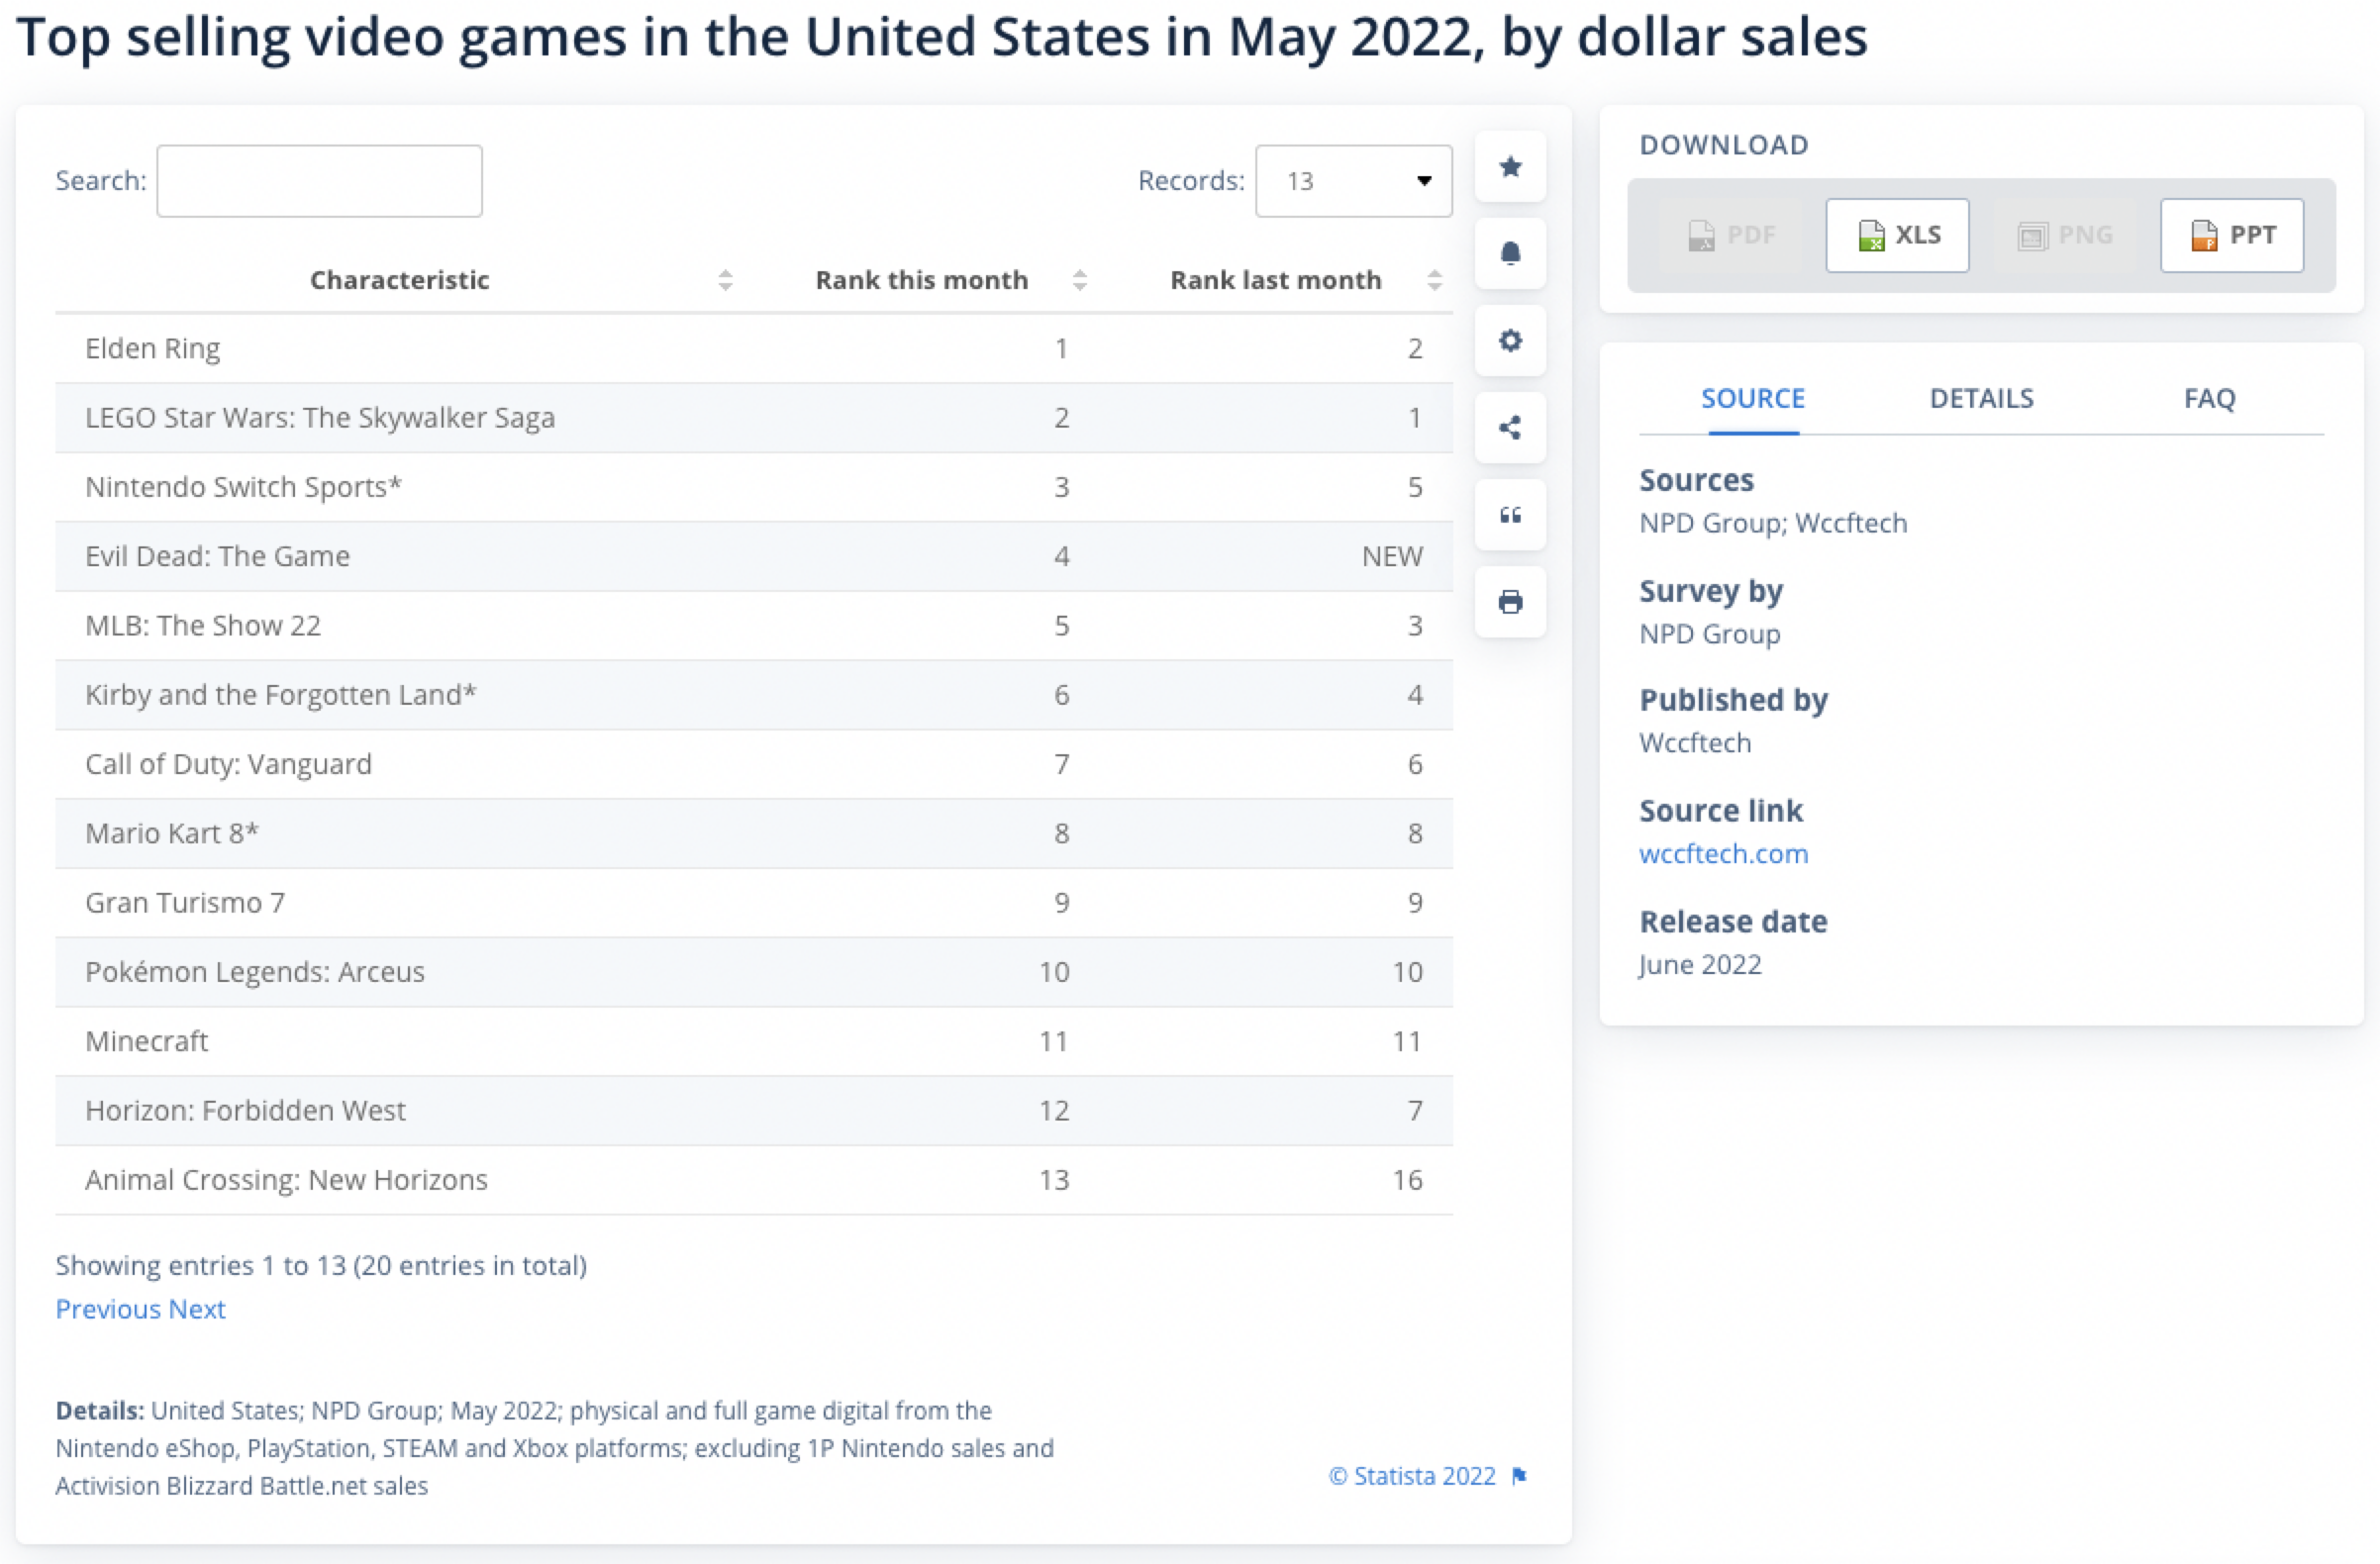 Top selling video games in the United States in May 2022, by dollar sales
Search:
Records: 13
Characteristic Rank this month Rank last month
Elden Ring 1 2
LEGO Star Wars: The Skywalker Saga 2 1
Nintendo Switch Sports* 3 5
Evil Dead: The Game 4 NEW
MLB: The Show 22 5 3
Kirby and the Forgotten Land* 6 4
Call of Duty: Vanguard 7 6
Mario Kart 8* 8 8
Gran Turismo 7 9 9
Pokémon Legends: Arceus 10 10
Minecraft 11 11
Horizon: Forbidden West 12 7
Animal Crossing: New Horizons 13 16
Showing entries 1 to 13 (20 entries in total)
Previous Next
Details: United States; NPD Group; May 2022; physical and full game digital from the
Nintendo eShop, PlayStation, STEAM and Xbox platforms; excluding 1P Nintendo sales and
Activision Blizzard Battle.net sales
© Statista 2022
DOWNLOAD
PDF XLS PNG PPT
SOURCE DETAILS FAQ
Sources
NPD Group; Wccftech
Survey by
NPD Group
Published by
Wccftech
Source link
wccftech.com
Release date
June 2022